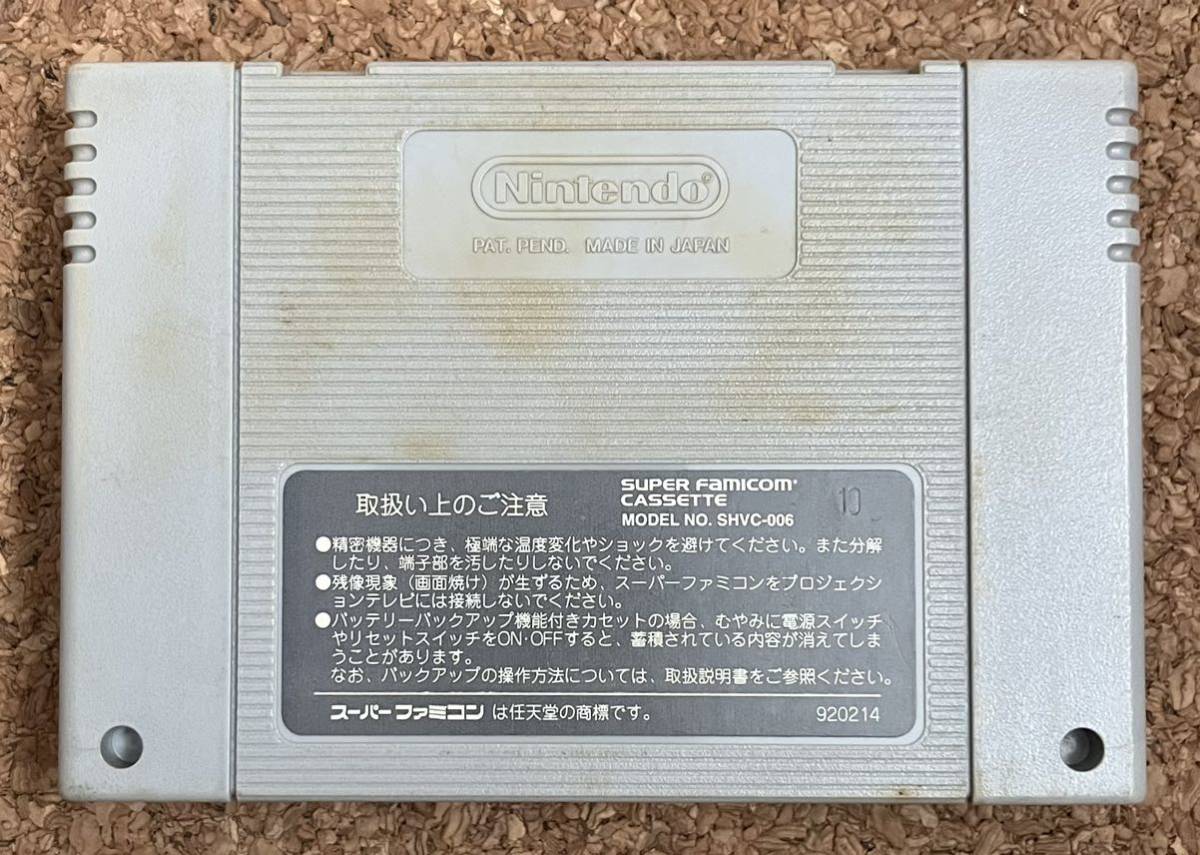 Nintendo®
PAT. PEND. MADE IN JAPAN
取扱い上のご注意
SUPER FAMICOM®
CASSETTE
MODEL NO. SHVC-006
10
●精密機器につき、極端な温度変化やショックを避けてください。また分解
したり、端子部を汚したりしないでください。
●残像現象（画面焼け）が生ずるため、スーパーファミコンをプロジェクシ
ョンテレビには接続しないでください。
●バッテリーバックアップ機能付きカセットの場合、むやみに電源スイッチ
やリセットスイッチをON・OFFすると、蓄積されている内容が消えてしま
うことがあります。
なお、バックアップの操作方法については、取扱説明書をご参照ください。
スーパーファミコン は任天堂の商標です。
920214